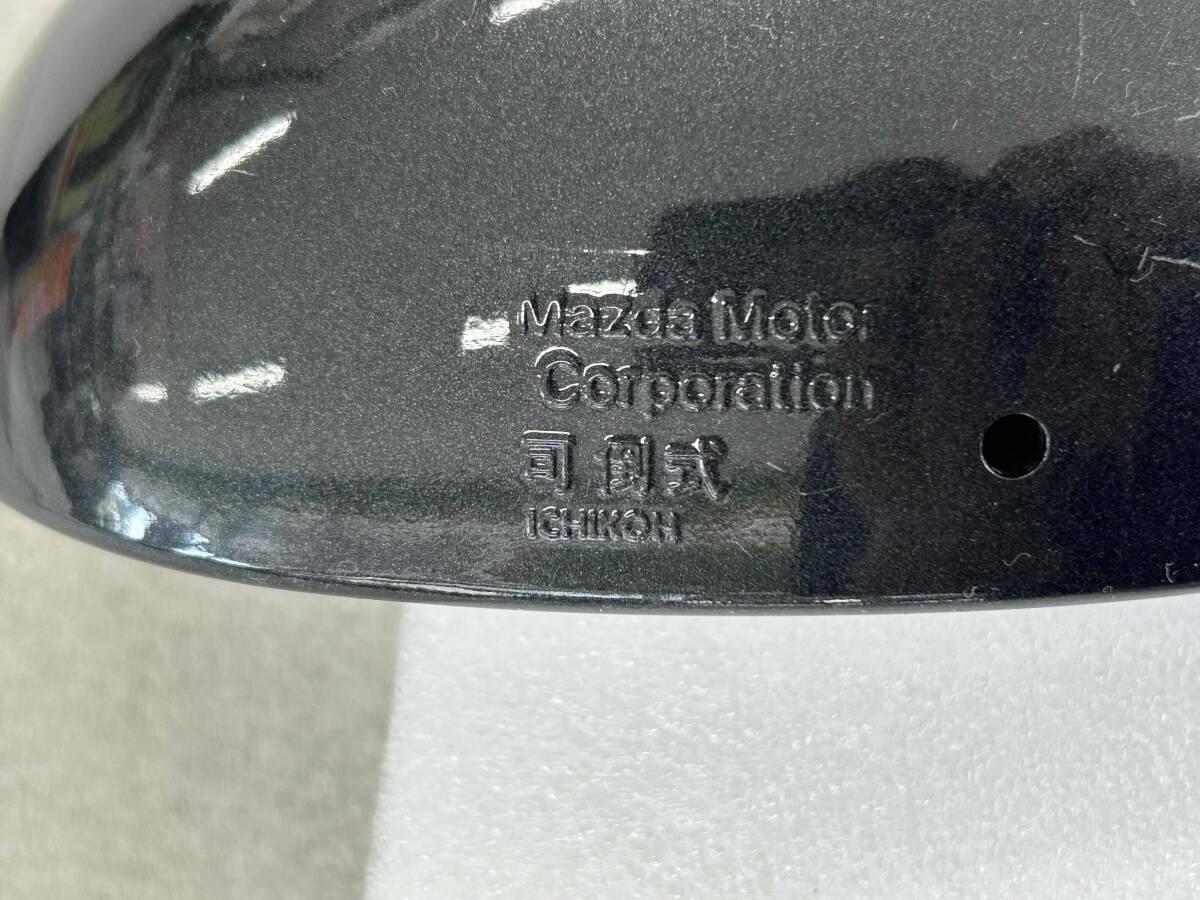 Mazda Motor
Corporation
可倒式
ICHIKOH